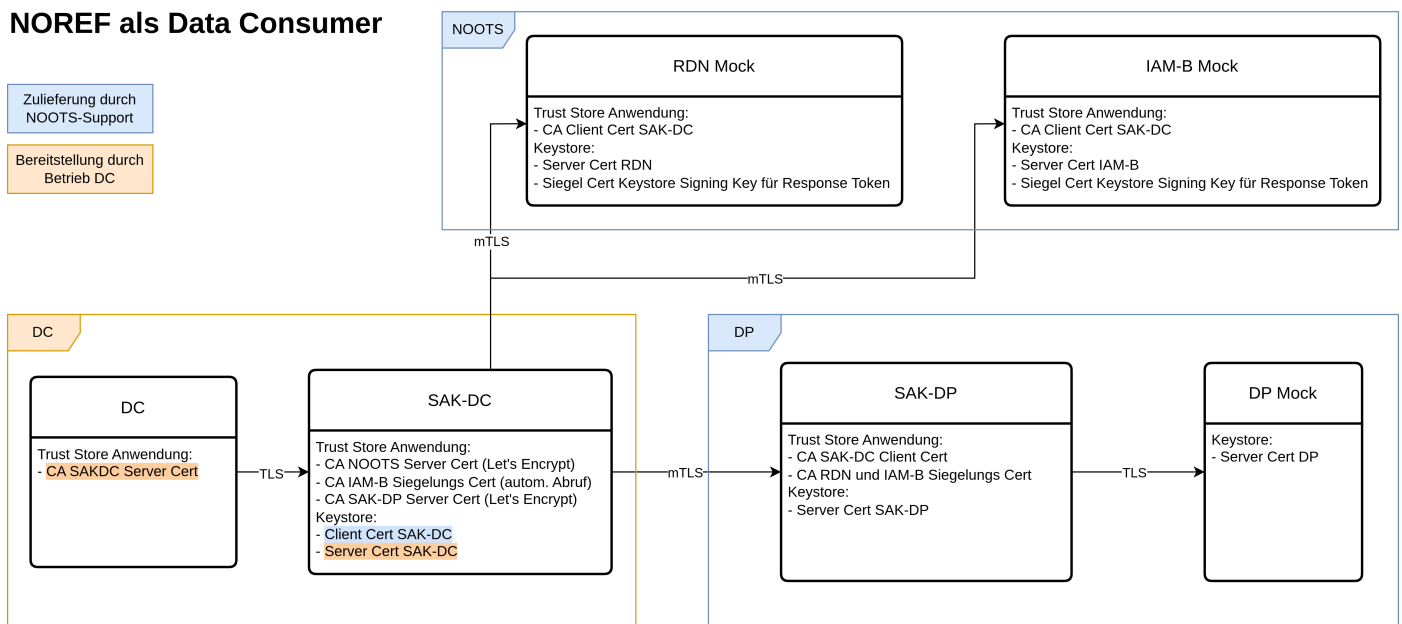 NOREF als Data Consumer
Zulieferung durch
NOOTS-Support
Bereitstellung durch
Betrieb DC
NOOTS
RDN Mock
Trust Store Anwendung:
- CA Client Cert SAK-DC
Keystore:
- Server Cert RDN
- Siegel Cert Keystore Signing Key für Response Token
IAM-B Mock
Trust Store Anwendung:
- CA Client Cert SAK-DC
Keystore:
- Server Cert IAM-B
- Siegel Cert Keystore Signing Key für Response Token
mTLS
mTLS
DC
DC
Trust Store Anwendung:
- CA SAKDC Server Cert
TLS
SAK-DC
Trust Store Anwendung:
- CA NOOTS Server Cert (Let's Encrypt)
- CA IAM-B Siegelungs Cert (autom. Abruf)
- CA SAK-DP Server Cert (Let's Encrypt)
Keystore:
- Client Cert SAK-DC
- Server Cert SAK-DC
mTLS
DP
SAK-DP
Trust Store Anwendung:
- CA SAK-DC Client Cert
- CA RDN und IAM-B Siegelungs Cert
Keystore:
- Server Cert SAK-DP
TLS
DP Mock
Keystore:
- Server Cert DP